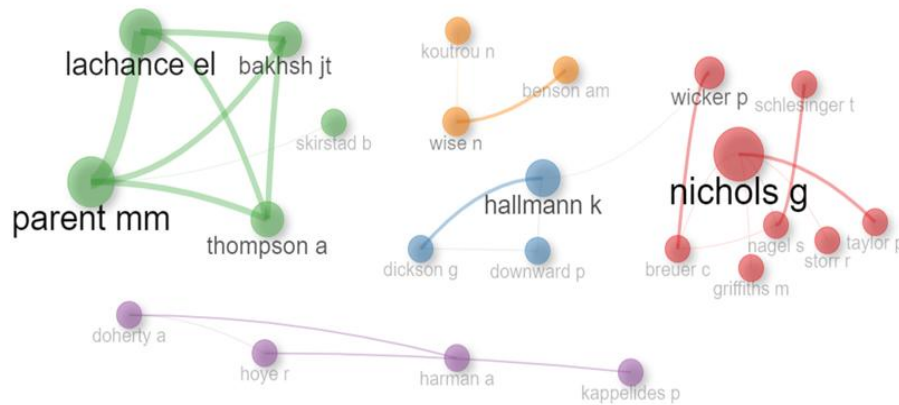 lachance el
bakhsh jt
skirstad b
parent mm
thompson a
koutrou n
benson am
wise n
wicker p
schlesinger t
nichols g
hallmann k
dickson g
downward p
breuer c
nagel s
storr r
taylor p
griffiths m
doherty a
hoye r
harman a
kappelides p